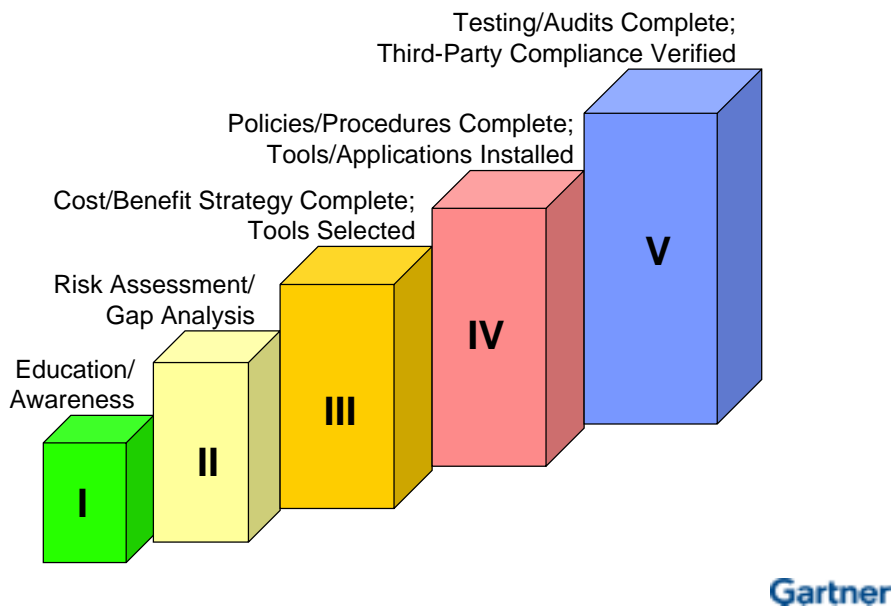 Testing/Audits Complete;
Third-Party Compliance Verified
Policies/Procedures Complete;
Tools/Applications Installed
Cost/Benefit Strategy Complete;
Tools Selected
Risk Assessment/
Gap Analysis
Education/
Awareness
I
II
III
IV
V
Gartner